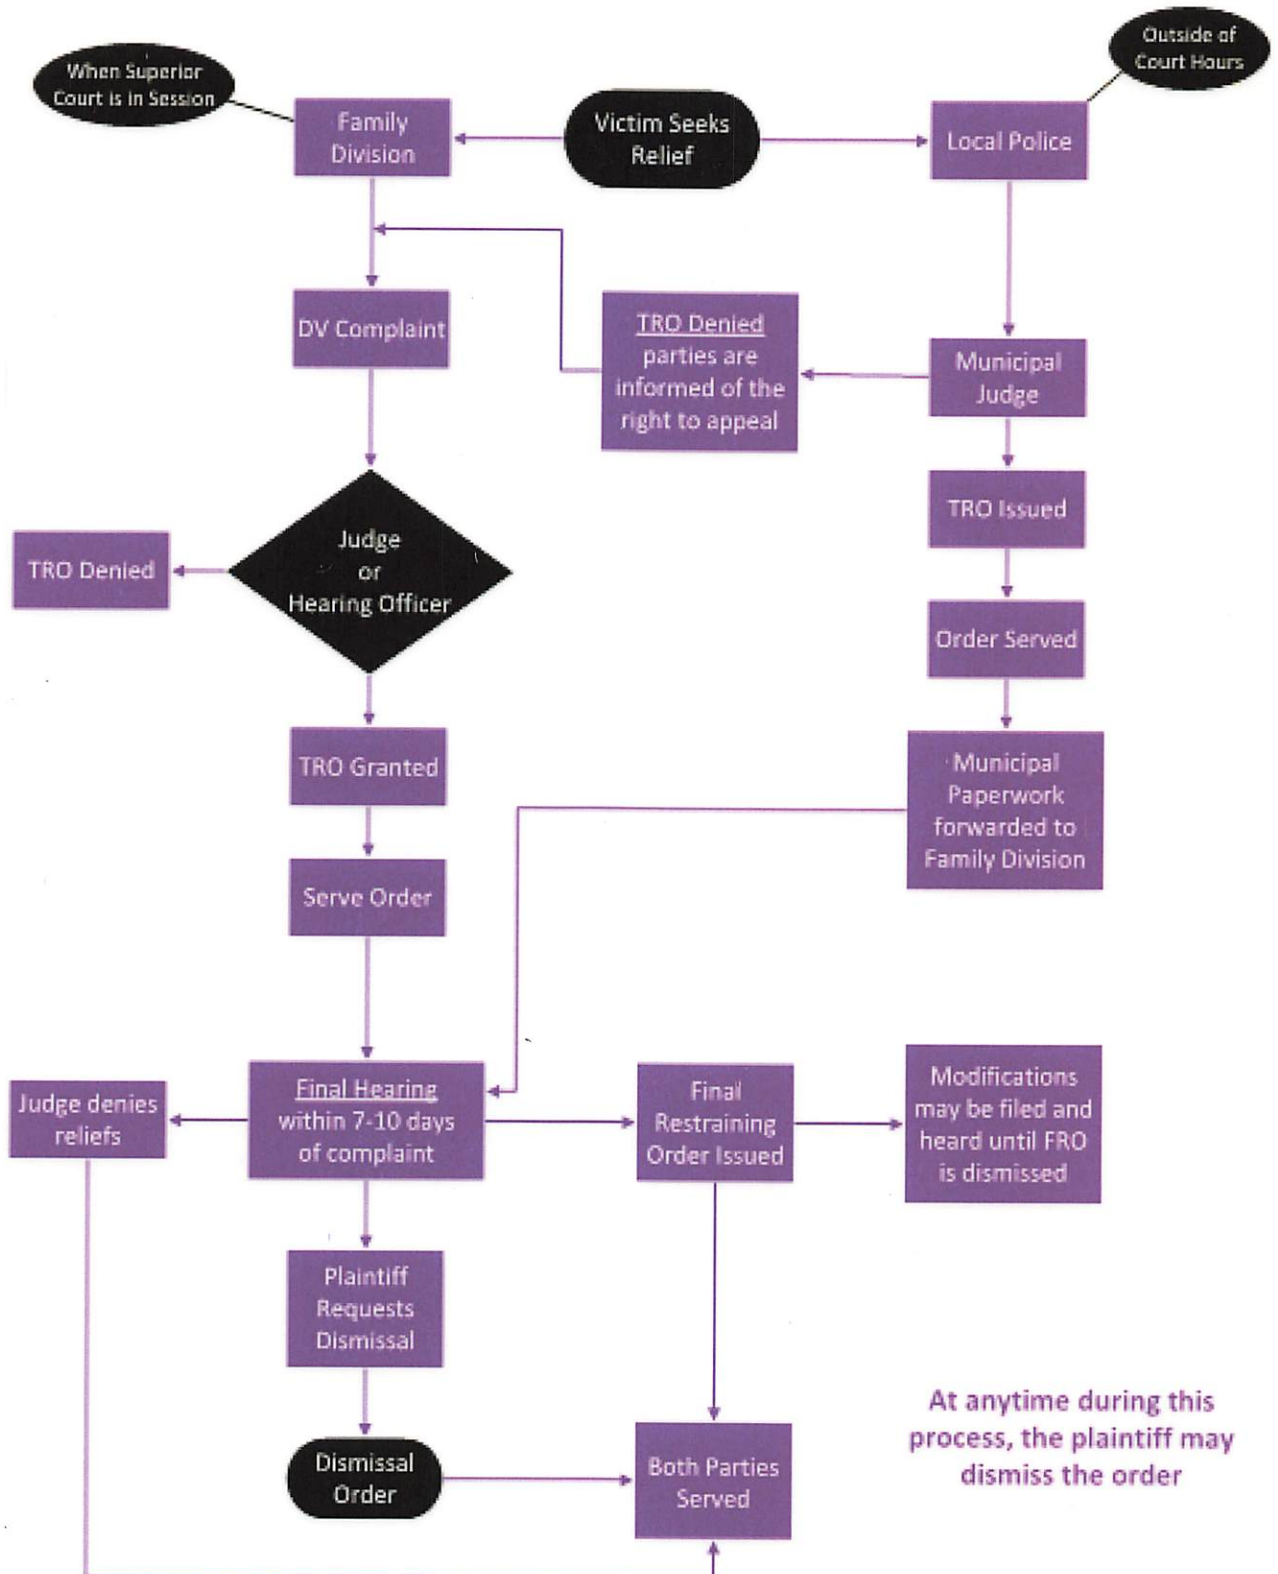 When Superior
Court is in Session
Outside of
Court Hours
Family
Division
Victim Seeks
Relief
Local Police
DV Complaint
TRO Denied
parties are
informed of the
right to appeal
Municipal
Judge
TRO Issued
Judge
or
Hearing Officer
TRO Denied
Order Served
TRO Granted
Municipal
Paperwork
forwarded to
Family Division
Serve Order
Judge denies
reliefs
Final Hearing
within 7-10 days
of complaint
Final
Restraining
Order Issued
Modifications
may be filed and
heard until FRO
is dismissed
Plaintiff
Requests
Dismissal
Dismissal
Order
Both Parties
Served
At anytime during this
process, the plaintiff may
dismiss the order